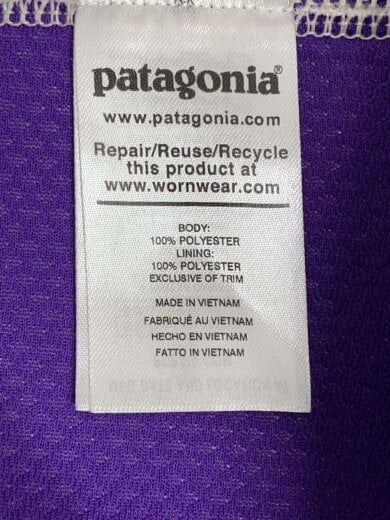 patagonia®
www.patagonia.com
Repair/Reuse/Recycle
this product at
www.wornwear.com
BODY:
100% POLYESTER
LINING:
100% POLYESTER
EXCLUSIVE OF TRIM
MADE IN VIETNAM
FABRIQUÉ AU VIETNAM
HECHO EN VIETNAM
FATTO IN VIETNAM